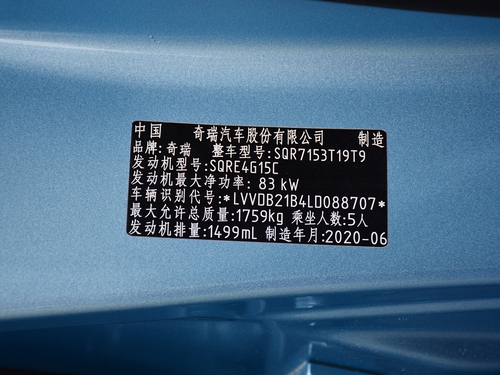 中国 奇瑞汽车股份有限公司 制造
品牌:奇瑞 整车型号:SQR7153T19T9
发动机型号:SQRE4G15C
发动机最大净功率:83 kW
车辆识别代号:*LVVDB21B4LD088707*
最大允许总质量:1759kg 乘坐人数:5人
发动机排量:1499mL 制造年月:2020-06